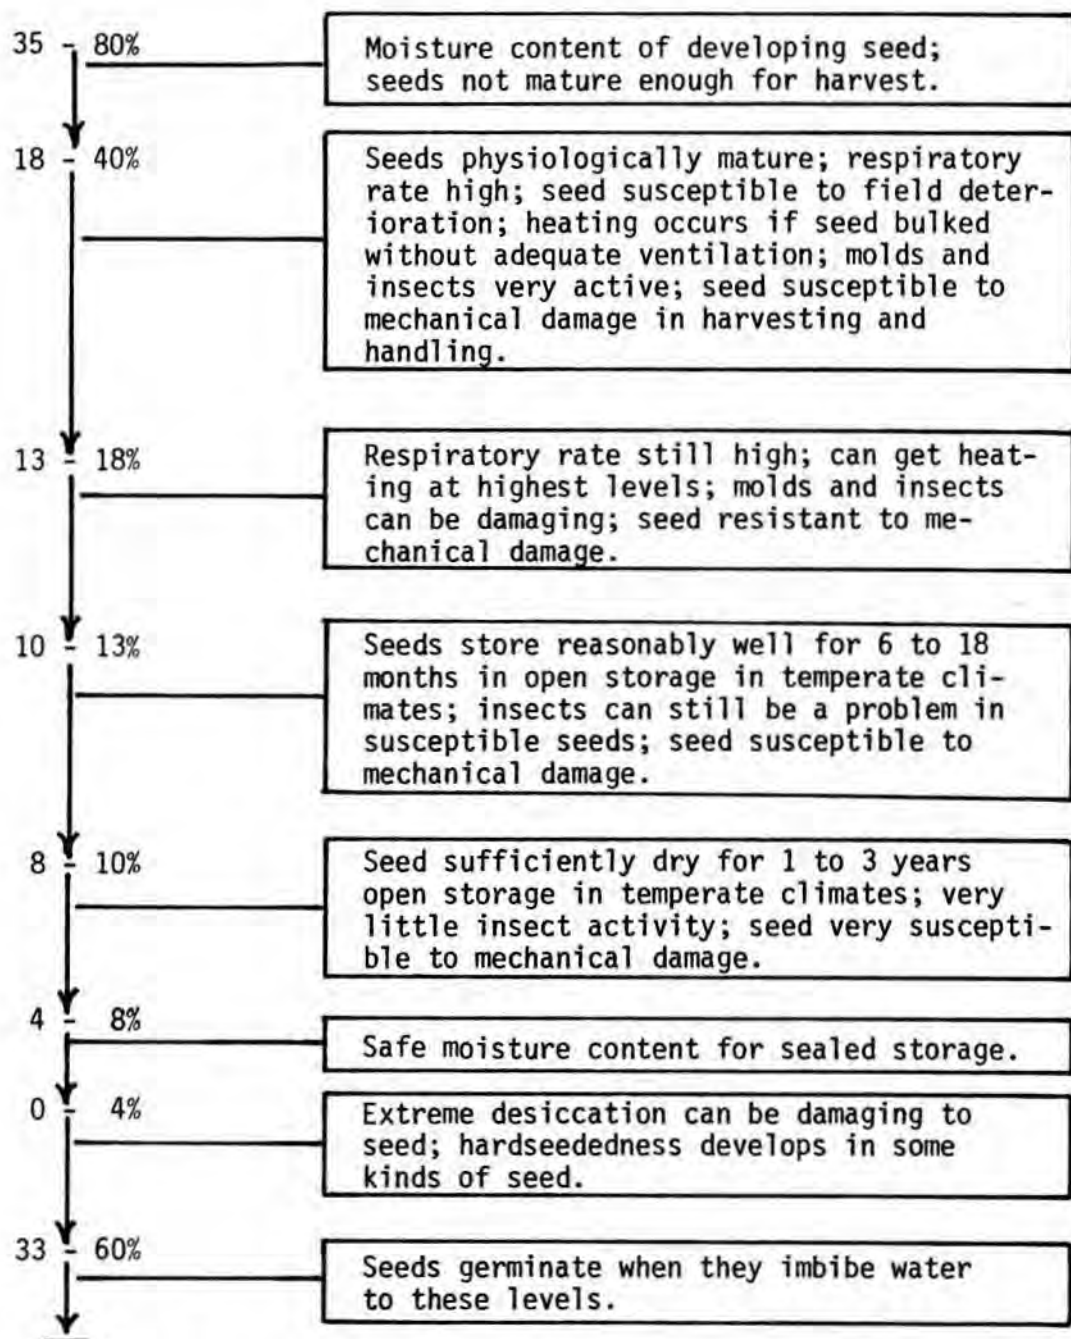 35 - 80%
Moisture content of developing seed;
seeds not mature enough for harvest.
18 - 40%
Seeds physiologically mature; respiratory
rate high; seed susceptible to field deter-
ioration; heating occurs if seed bulked
without adequate ventilation; molds and
insects very active; seed susceptible to
mechanical damage in harvesting and
handling.
13 - 18%
Respiratory rate still high; can get heat-
ing at highest levels; molds and insects
can be damaging; seed resistant to me-
chanical damage.
10 - 13%
Seeds store reasonably well for 6 to 18
months in open storage in temperate cli-
mates; insects can still be a problem in
susceptible seeds; seed susceptible to
mechanical damage.
8 - 10%
Seed sufficiently dry for 1 to 3 years
open storage in temperate climates; very
little insect activity; seed very suscepti-
ble to mechanical damage.
4 - 8%
Safe moisture content for sealed storage.
0 - 4%
Extreme desiccation can be damaging to
seed; hardseededness develops in some
kinds of seed.
33 - 60%
Seeds germinate when they imbibe water
to these levels.